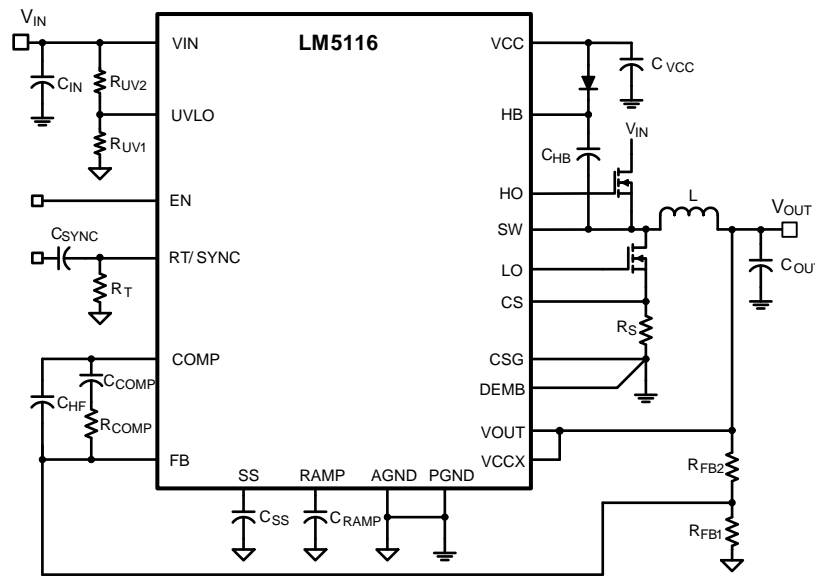 VIN
VIN
LM5116
VCC
CVCC
CIN
RUV2
HB
UVLO
CHB
VIN
RUV1
HO
L
VOUT
EN
SW
CSYNC
RT/SYNC
LO
COUT
RT
CS
RS
COMP
CSG
CCOMP
DEMB
CHF
RCOMP
VOUT
FB
VCCX
RFB2
SS
RAMP
AGND
PGND
CSS
CRAMP
RFB1